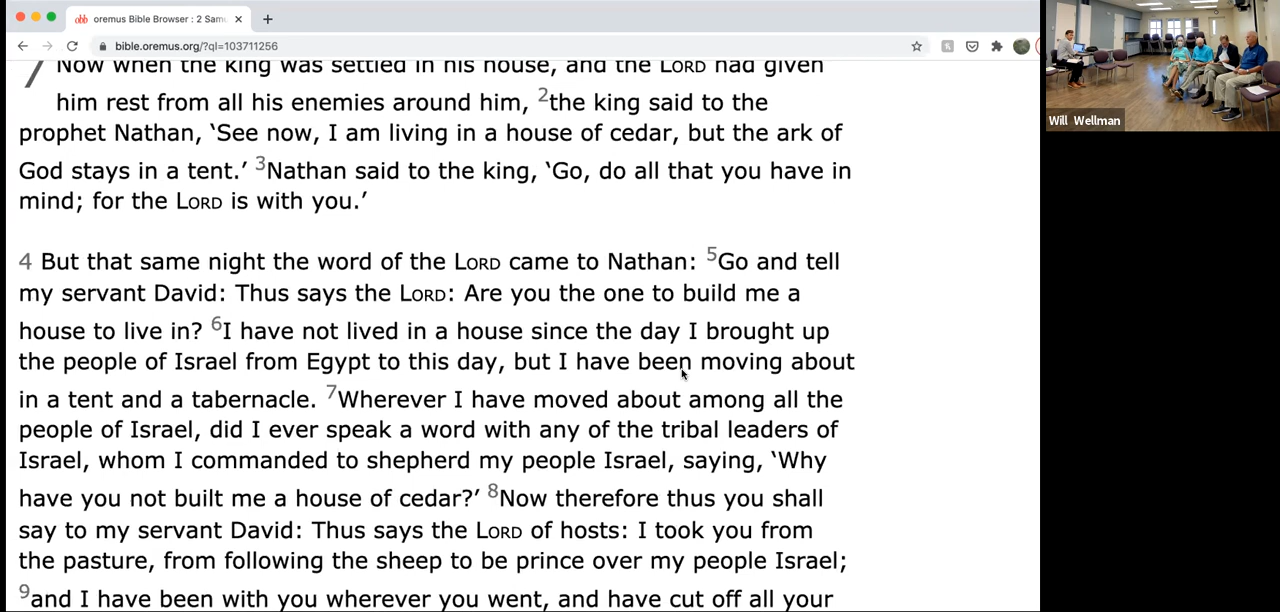 oremus Bible Browser : 2 Samu
bible.oremus.org/?ql=103711256
7 Now when the king was settled in his house, and the LORD had given
him rest from all his enemies around him, 2the king said to the
prophet Nathan, ‘See now, I am living in a house of cedar, but the ark of
God stays in a tent.’ 3Nathan said to the king, ‘Go, do all that you have in
mind; for the LORD is with you.’
4 But that same night the word of the LORD came to Nathan: 5Go and tell
my servant David: Thus says the LORD: Are you the one to build me a
house to live in? 6I have not lived in a house since the day I brought up
the people of Israel from Egypt to this day, but I have been moving about
in a tent and a tabernacle. 7Wherever I have moved about among all the
people of Israel, did I ever speak a word with any of the tribal leaders of
Israel, whom I commanded to shepherd my people Israel, saying, ‘Why
have you not built me a house of cedar?’ 8Now therefore thus you shall
say to my servant David: Thus says the LORD of hosts: I took you from
the pasture, from following the sheep to be prince over my people Israel;
9and I have been with you wherever you went, and have cut off all your
Will Wellman